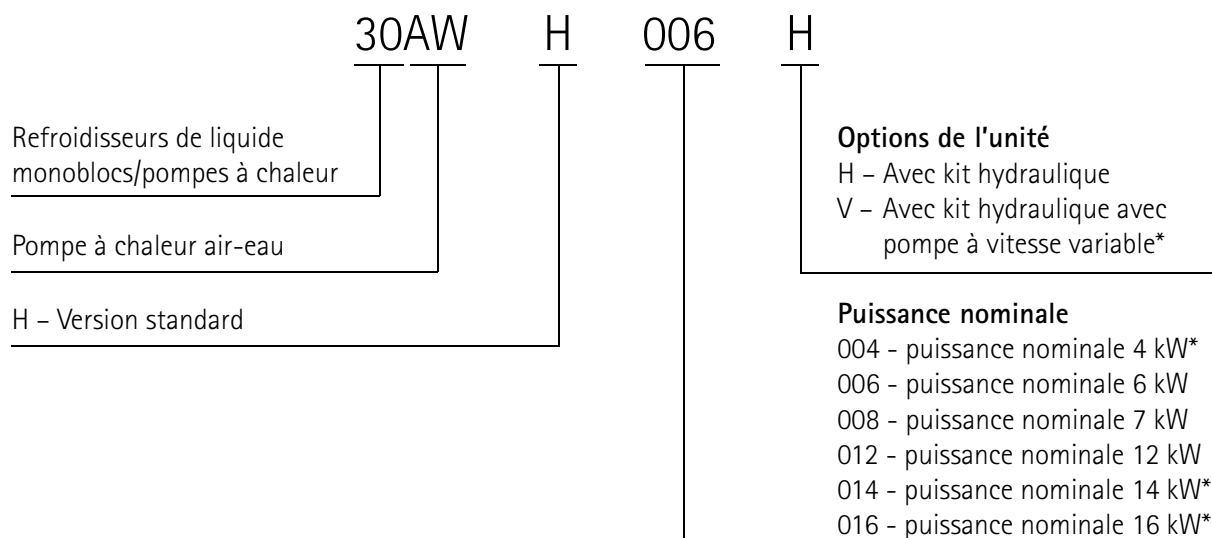 30AW H 006 H
Refroidisseurs de liquide
monoblocs/pompes à chaleur
Pompe à chaleur air-eau
H – Version standard
Options de l'unité
H – Avec kit hydraulique
V – Avec kit hydraulique avec
pompe à vitesse variable*
Puissance nominale
004 - puissance nominale 4 kW*
006 - puissance nominale 6 kW
008 - puissance nominale 7 kW
012 - puissance nominale 12 kW
014 - puissance nominale 14 kW*
016 - puissance nominale 16 kW*